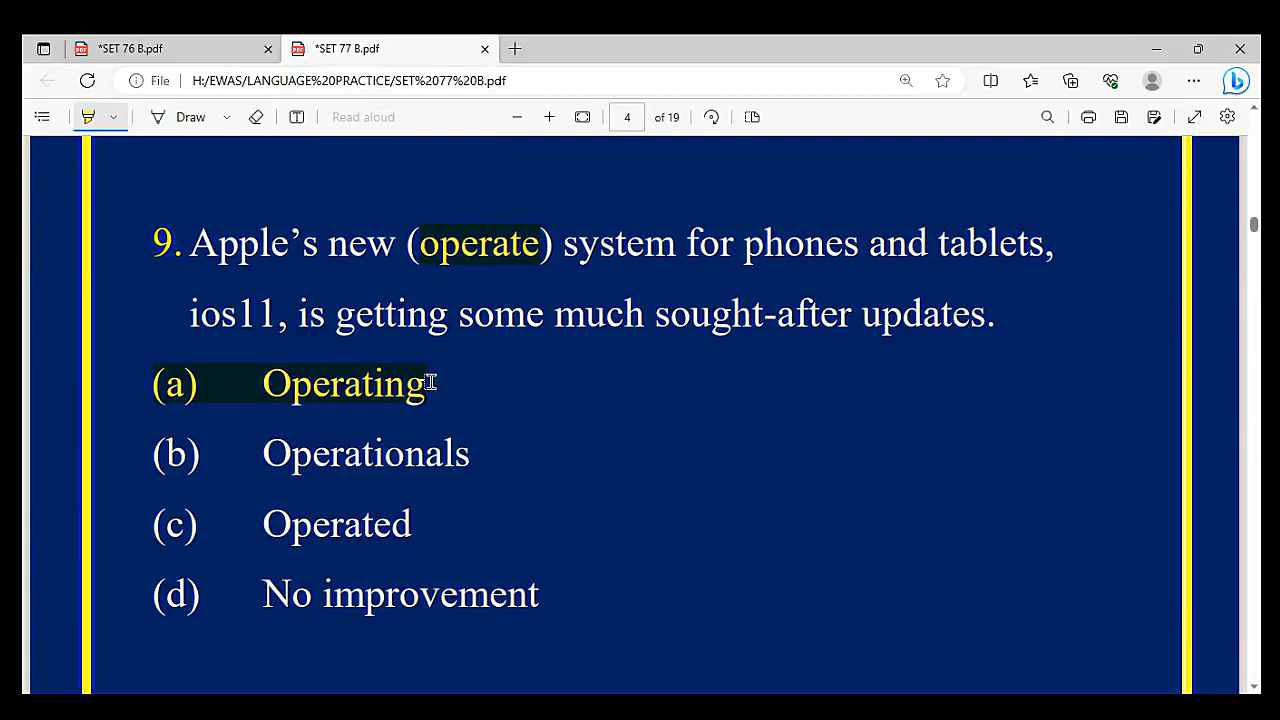 *SET 76 B.pdf
*SET 77 B.pdf
File
H:/EWAS/LANGUAGE%20PRACTICE/SET%2077%20B.pdf
Draw
Read aloud
4
of 19
9. Apple’s new (operate) system for phones and tablets,
ios11, is getting some much sought-after updates.
(a) Operating
(b) Operationals
(c) Operated
(d) No improvement